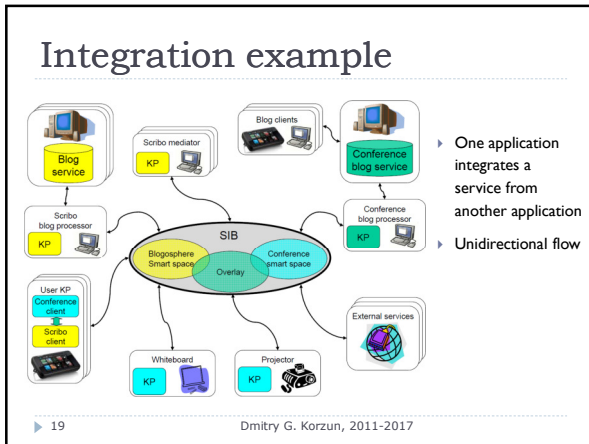 Integration example
Blog
service
Scribo mediator
KP
Blog clients
Conference
blog service
Scribo
blog processor
KP
Conference
blog processor
KP
SIB
Blogosphere
Smart space
Overlay
Conference
smart space
User KP
Conference
client
Scribo
client
Whiteboard
KP
Projector
KP
External services
One application
integrates a
service from
another application
Unidirectional flow
19
Dmitry G. Korzun, 2011-2017